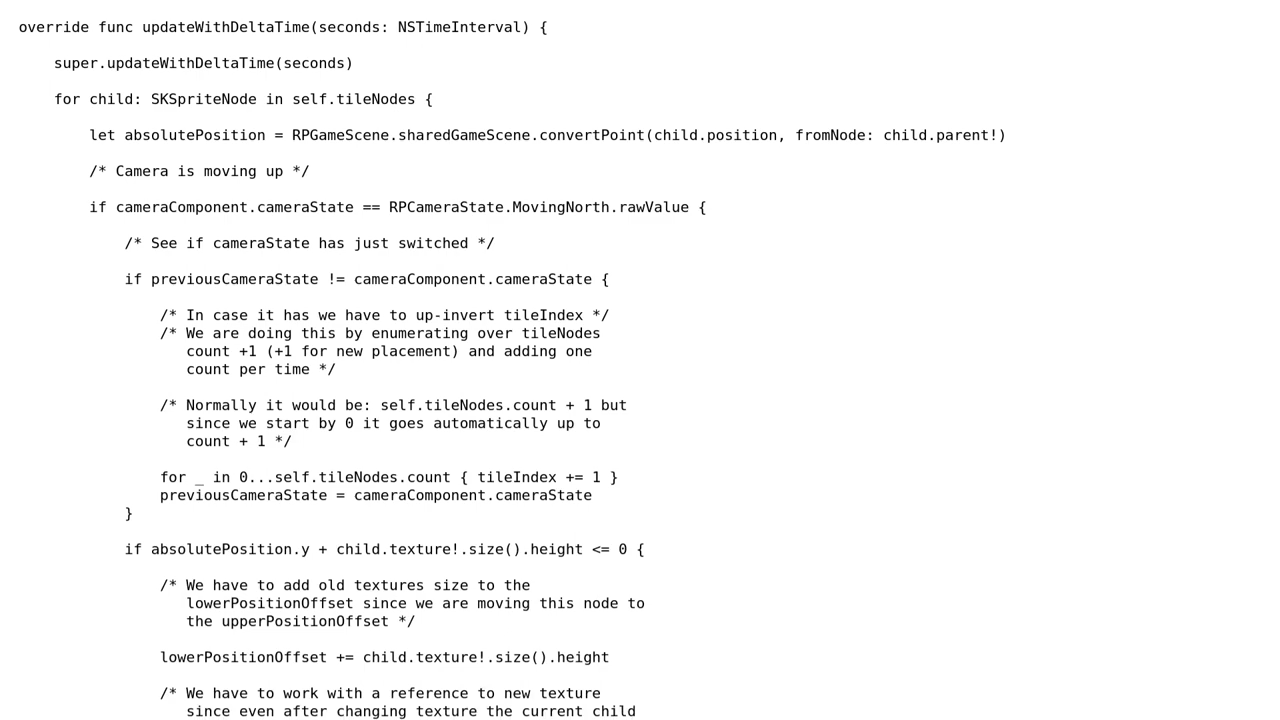 override func updateWithDeltaTime(seconds: NSTimeInterval) {
super.updateWithDeltaTime(seconds)
for child: SKSpriteNode in self.tileNodes {
let absolutePosition = RPGameScene.sharedGameScene.convertPoint(child.position, fromNode: child.parent!)
/* Camera is moving up */
if cameraComponent.cameraState == RPCameraState.MovingNorth.rawValue {
/* See if cameraState has just switched */
if previousCameraState != cameraComponent.cameraState {
/* In case it has we have to up-invert tileIndex */
/* We are doing this by enumerating over tileNodes
count +1 (+1 for new placement) and adding one
count per time */
/* Normally it would be: self.tileNodes.count + 1 but
since we start by 0 it goes automatically up to
count + 1 */
for _ in 0...self.tileNodes.count { tileIndex += 1 }
previousCameraState = cameraComponent.cameraState
}
if absolutePosition.y + child.texture!.size().height <= 0 {
/* We have to add old textures size to the
lowerPositionOffset since we are moving this node to
the upperPositionOffset */
lowerPositionOffset += child.texture!.size().height
/* We have to work with a reference to new texture
since even after changing texture the current child